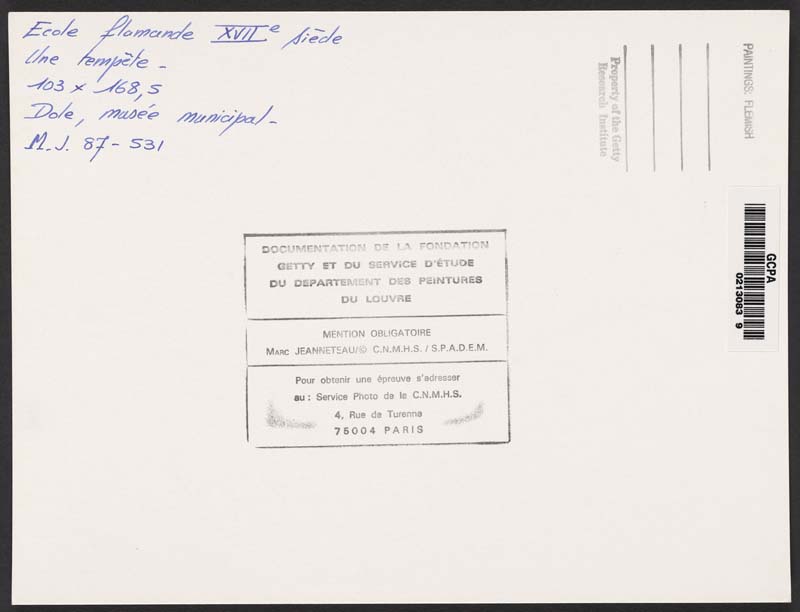 Ecole flamande XVIIe siècle
Une tempête -
103 x 168,5
Dole, musée municipal -
M.J. 87 - 531
Property of the Getty
Research Institute
PAINTINGS: FLEMISH
GCPA
0213083 9
DOCUMENTATION DE LA FONDATION
GETTY ET DU SERVICE D'ÉTUDE
DU DEPARTEMENT DES PEINTURES
DU LOUVRE
MENTION OBLIGATOIRE
MARC JEANNETEAU/© C.N.M.H.S. / S.P.A.D.E.M.
Pour obtenir une épreuve s'adresser
au : Service Photo de le C.N.M.H.S.
4, Rue de Turenne
75004 PARIS